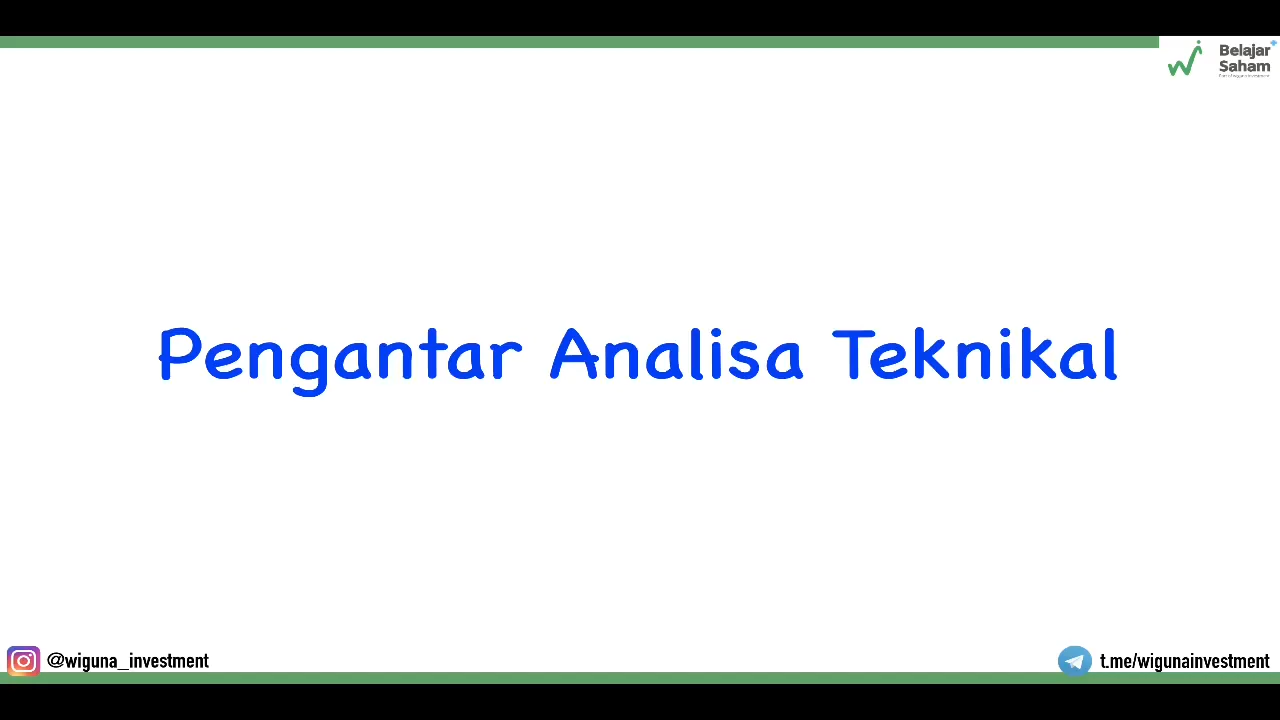 Belajar
Saham
Pengantar Analisa Teknikal
@wiguna_investment
t.me/wigunainvestment